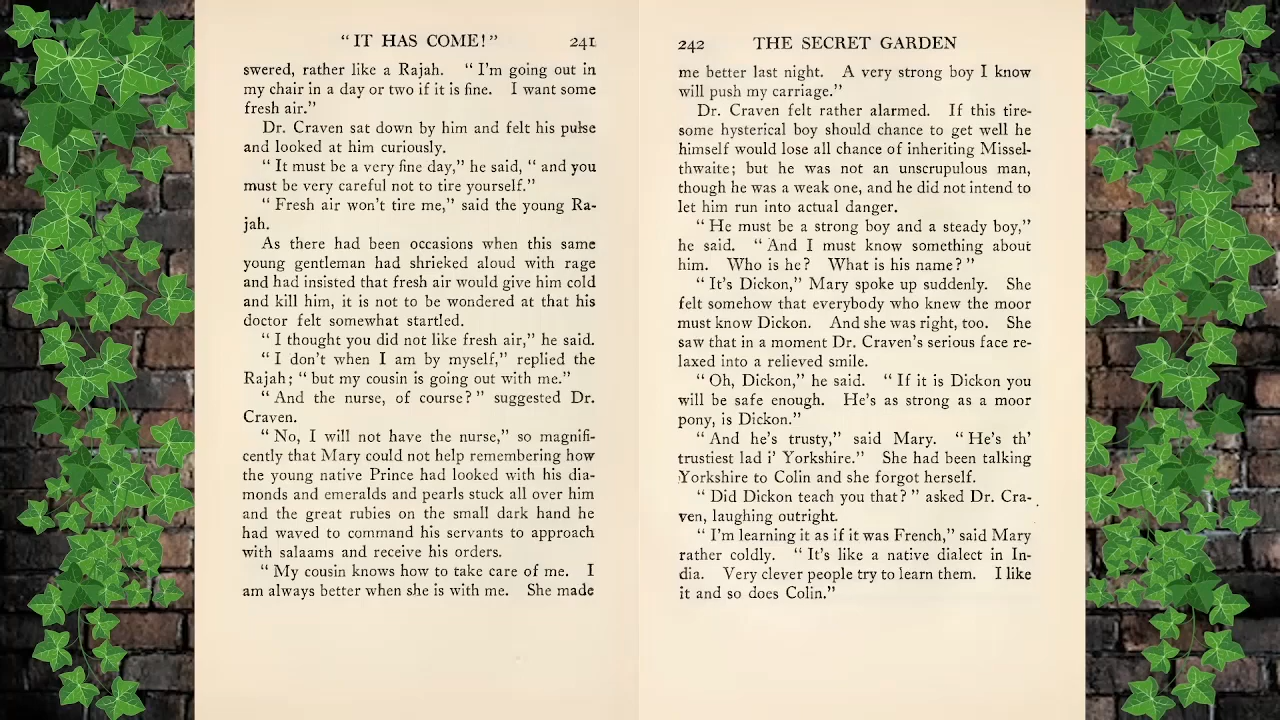 "IT HAS COME!" 241
swered, rather like a Rajah. "I'm going out in
my chair in a day or two if it is fine. I want some
fresh air."
Dr. Craven sat down by him and felt his pulse
and looked at him curiously.
"It must be a very fine day," he said, "and you
must be very careful not to tire yourself."
"Fresh air won't tire me," said the young Ra-
jah.
As there had been occasions when this same
young gentleman had shrieked aloud with rage
and had insisted that fresh air would give him cold
and kill him, it is not to be wondered at that his
doctor felt somewhat startled.
"I thought you did not like fresh air," he said.
"I don't when I am by myself," replied the
Rajah; "but my cousin is going out with me."
"And the nurse, of course?" suggested Dr.
Craven.
"No, I will not have the nurse," so magnifi-
cently that Mary could not help remembering how
the young native Prince had looked with his dia-
monds and emeralds and pearls stuck all over him
and the great rubies on the small dark hand he
had waved to command his servants to approach
with salaams and receive his orders.
"My cousin knows how to take care of me. I
am always better when she is with me. She made
242 THE SECRET GARDEN
me better last night. A very strong boy I know
will push my carriage."
Dr. Craven felt rather alarmed. If this tire-
some hysterical boy should chance to get well he
himself would lose all chance of inheriting Missel-
thwaite; but he was not an unscrupulous man,
though he was a weak one, and he did not intend to
let him run into actual danger.
"He must be a strong boy and a steady boy,"
he said. "And I must know something about
him. Who is he? What is his name?"
"It's Dickon," Mary spoke up suddenly. She
felt somehow that everybody who knew the moor
must know Dickon. And she was right, too. She
saw that in a moment Dr. Craven's serious face re-
laxed into a relieved smile.
"Oh, Dickon," he said. "If it is Dickon you
will be safe enough. He's as strong as a moor
pony, is Dickon."
"And he's trusty," said Mary. "He's th'
trustiest lad i' Yorkshire." She had been talking
Yorkshire to Colin and she forgot herself.
"Did Dickon teach you that?" asked Dr. Cra-
ven, laughing outright.
"I'm learning it as if it was French," said Mary
rather coldly. "It's like a native dialect in In-
dia. Very clever people try to learn them. I like
it and so does Colin."